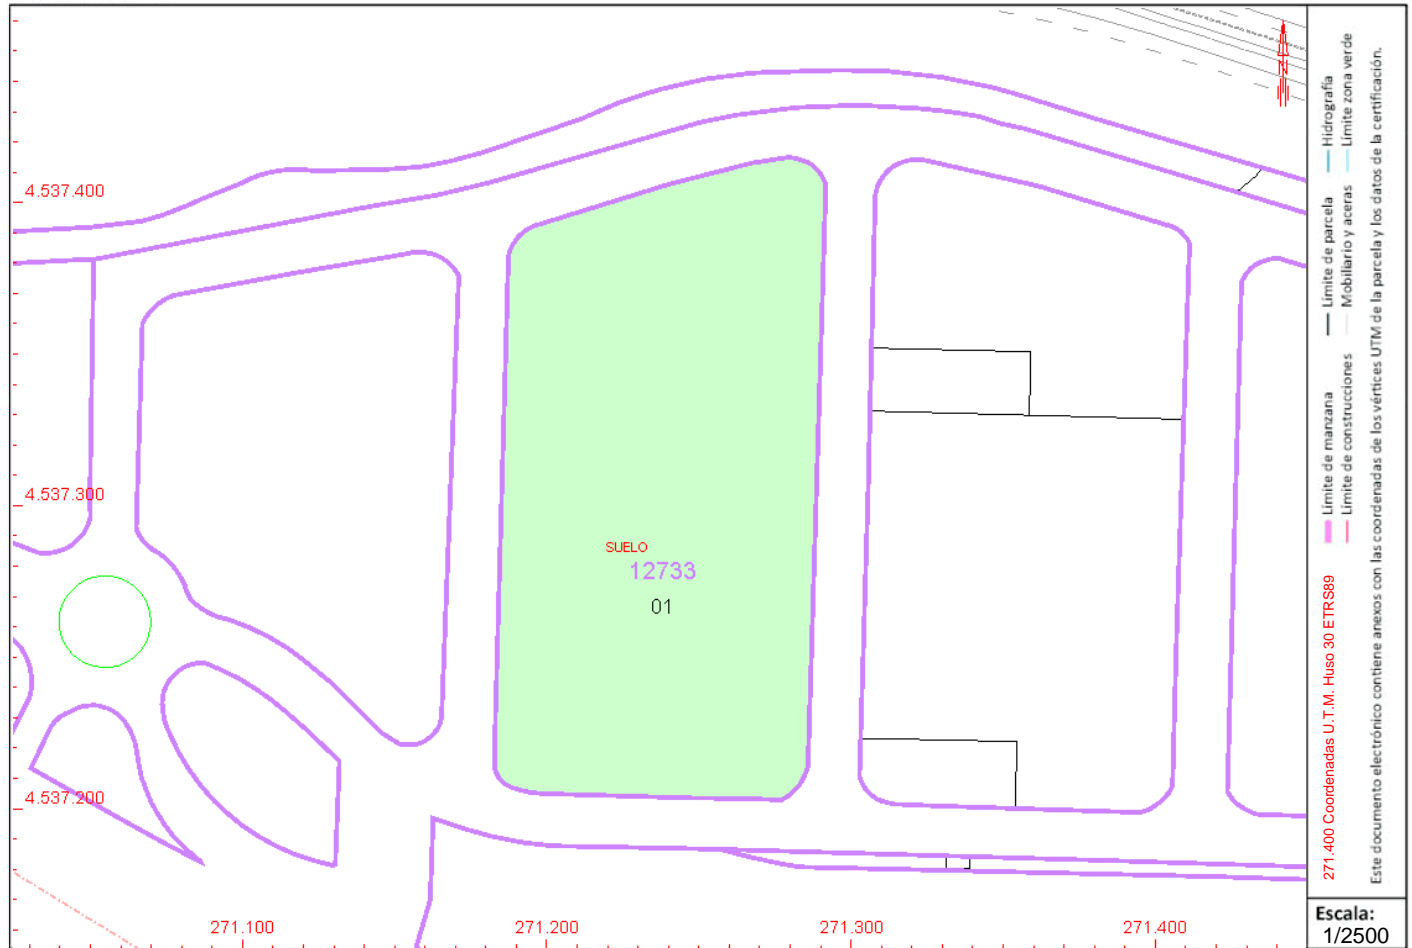 4.537.400
4.537.300
4.537.200
SUELO
12733
01
271.100
271.200
271.300
271.400
N
271.400 Coordenadas U.T.M. Huso 30 ETRS89
Límite de manzana
Límite de parcela
Hidrografía
Límite de construcciones
Mobiliario y aceras
Límite zona verde
Este documento electrónico contiene anexos con las coordenadas de los vértices UTM de la parcela y los datos de la certificación.
Escala:
1/2500